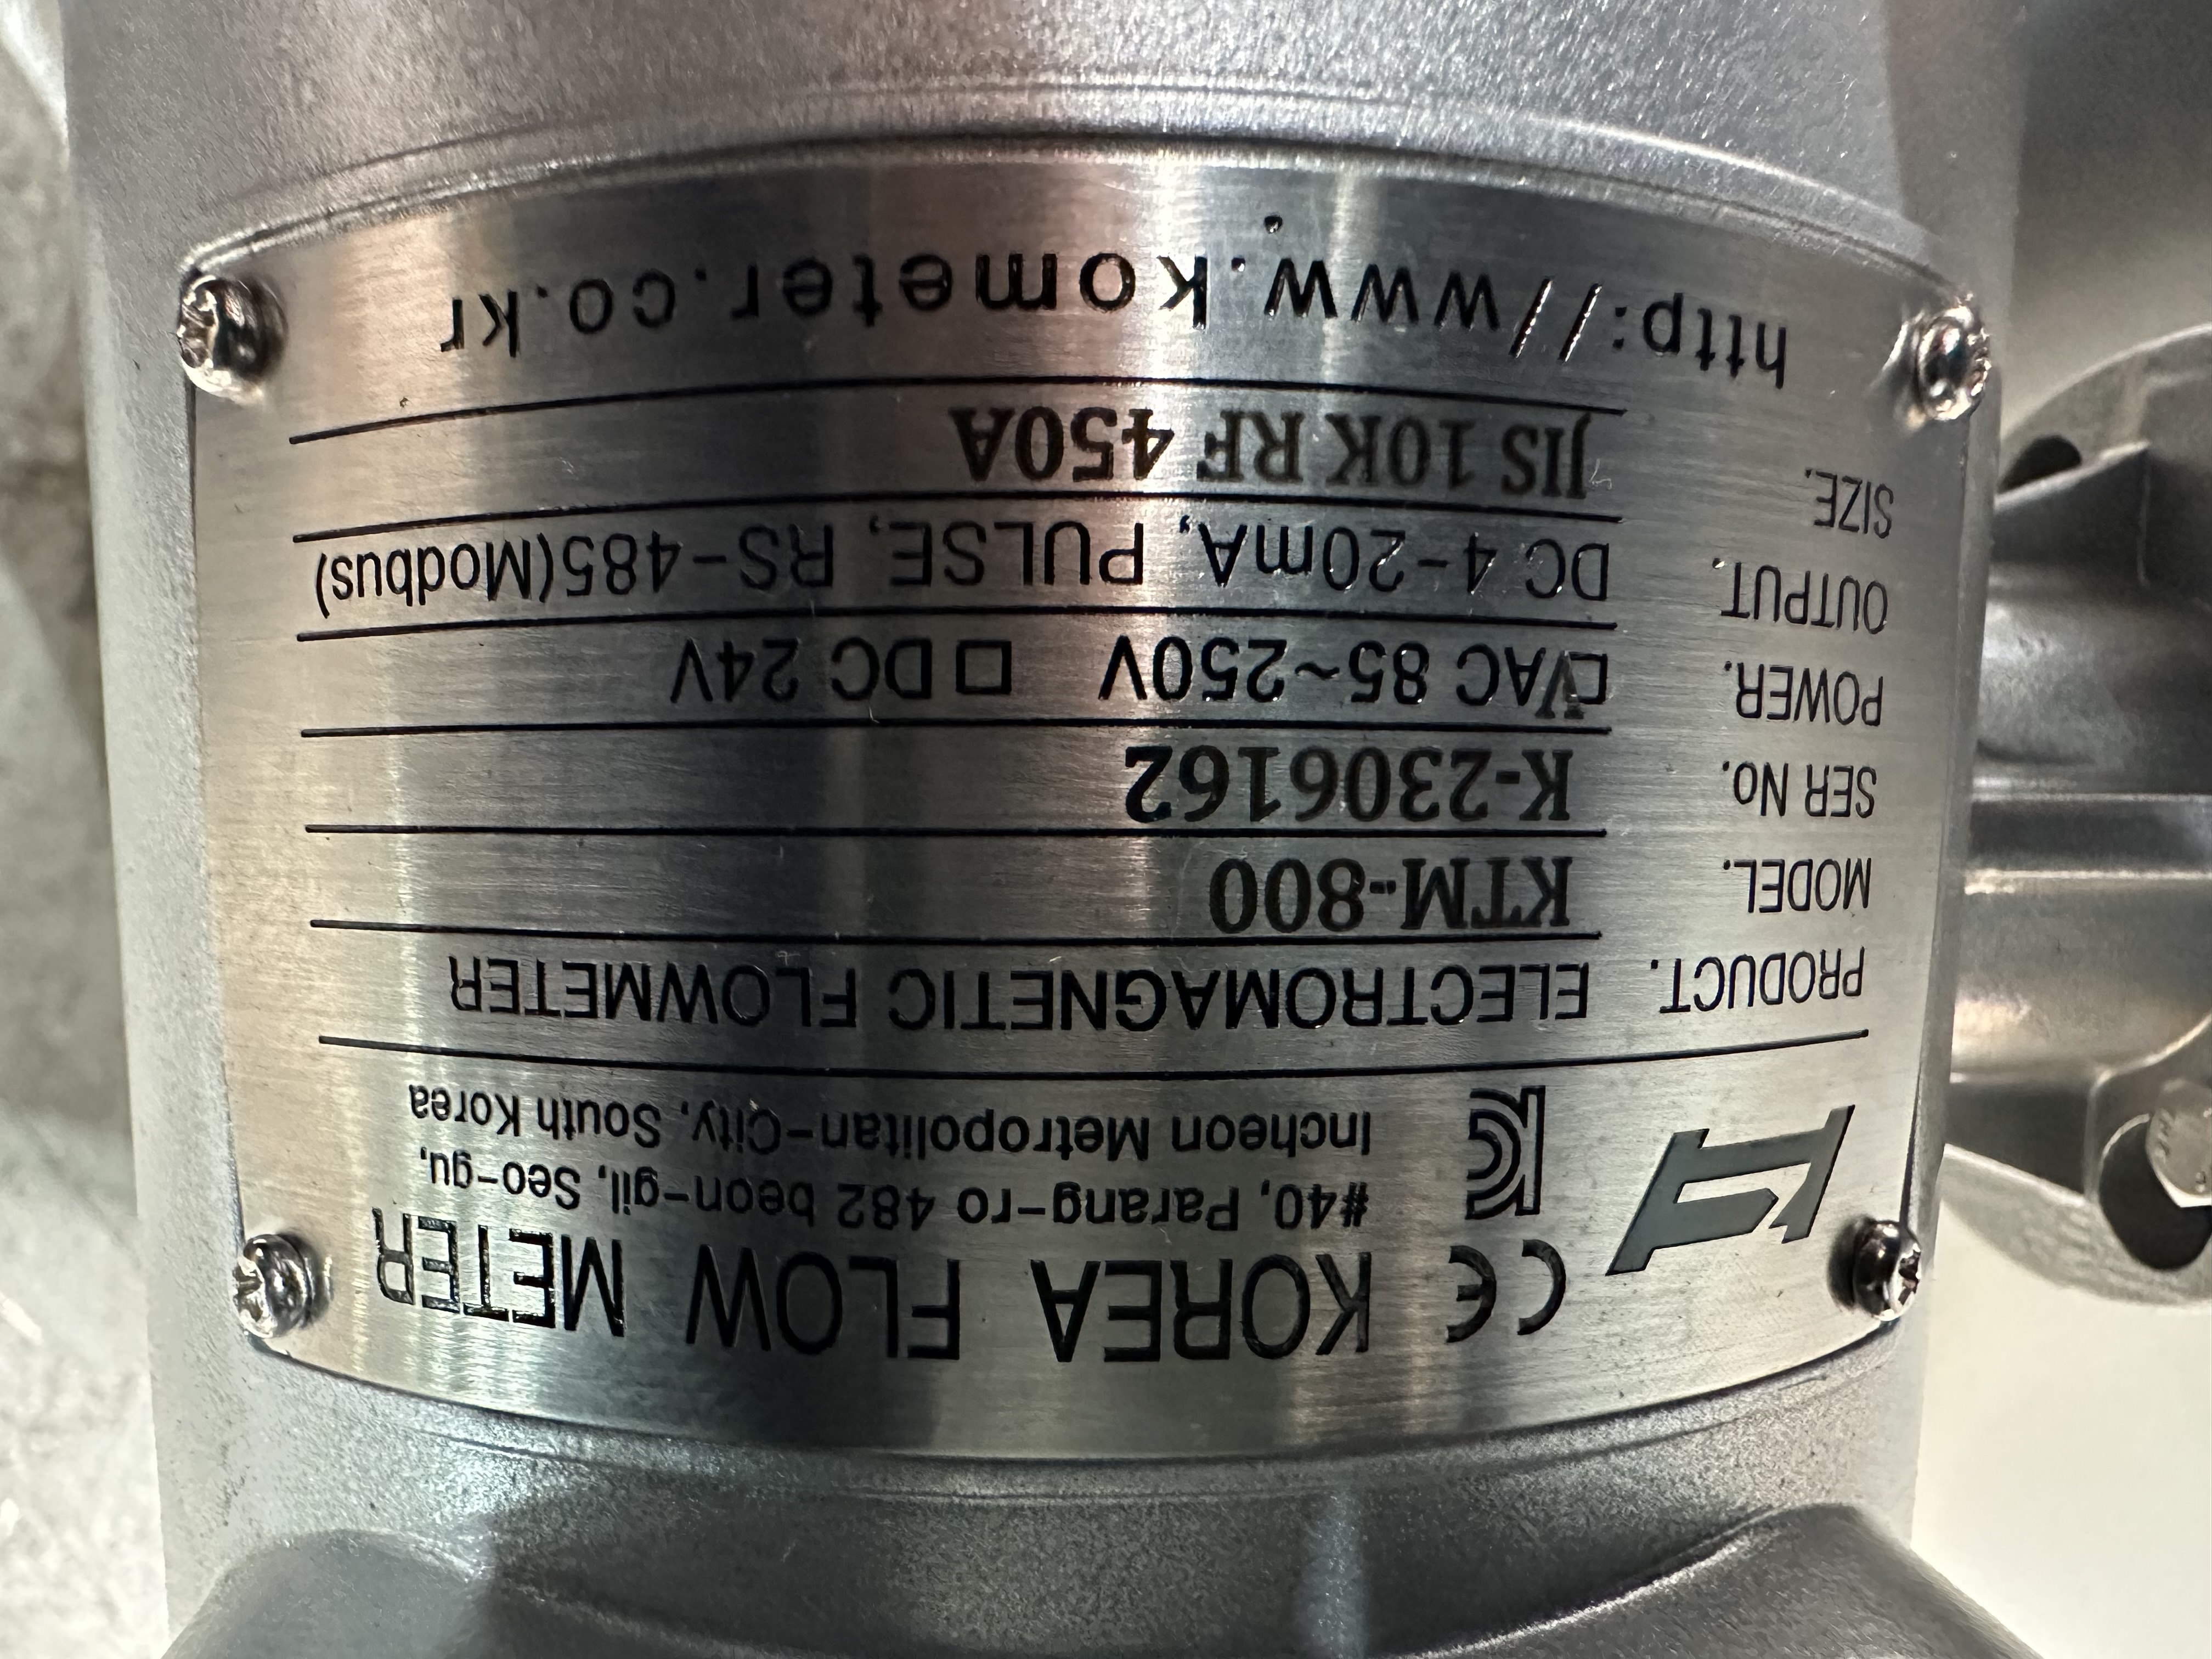 CE KOREA FLOW METER
#40, Parang-ro 482 beon-gil, Seo-gu,
Incheon Metropolitan-City, South Korea
PRODUCT. ELECTROMAGNETIC FLOWMETER
MODEL. KTM-800
SER No. K-2306162
POWER. ☑AC 85~250V □DC 24V
OUTPUT. DC 4-20mA, PULSE, RS-485(Modbus)
SIZE. JIS 10K RF 450A
http://www.kometer.co.kr